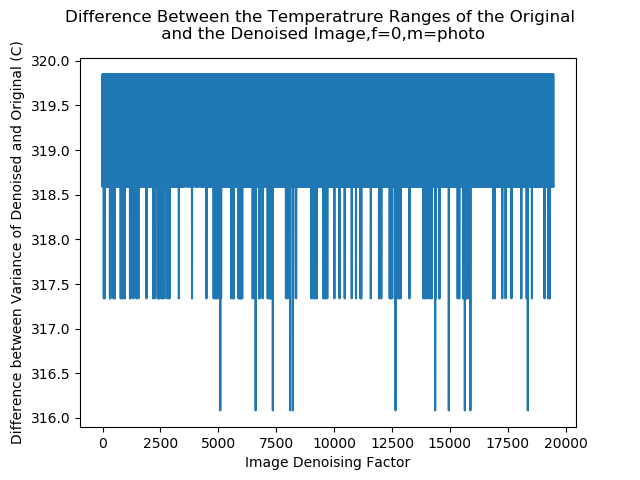 Difference Between the Temperatrure Ranges of the Original
and the Denoised Image,f=0,m=photo
Difference between Variance of Denoised and Original (C)
320.0
319.5
319.0
318.5
318.0
317.5
317.0
316.5
316.0
0 2500 5000 7500 10000 12500 15000 17500 20000
Image Denoising Factor